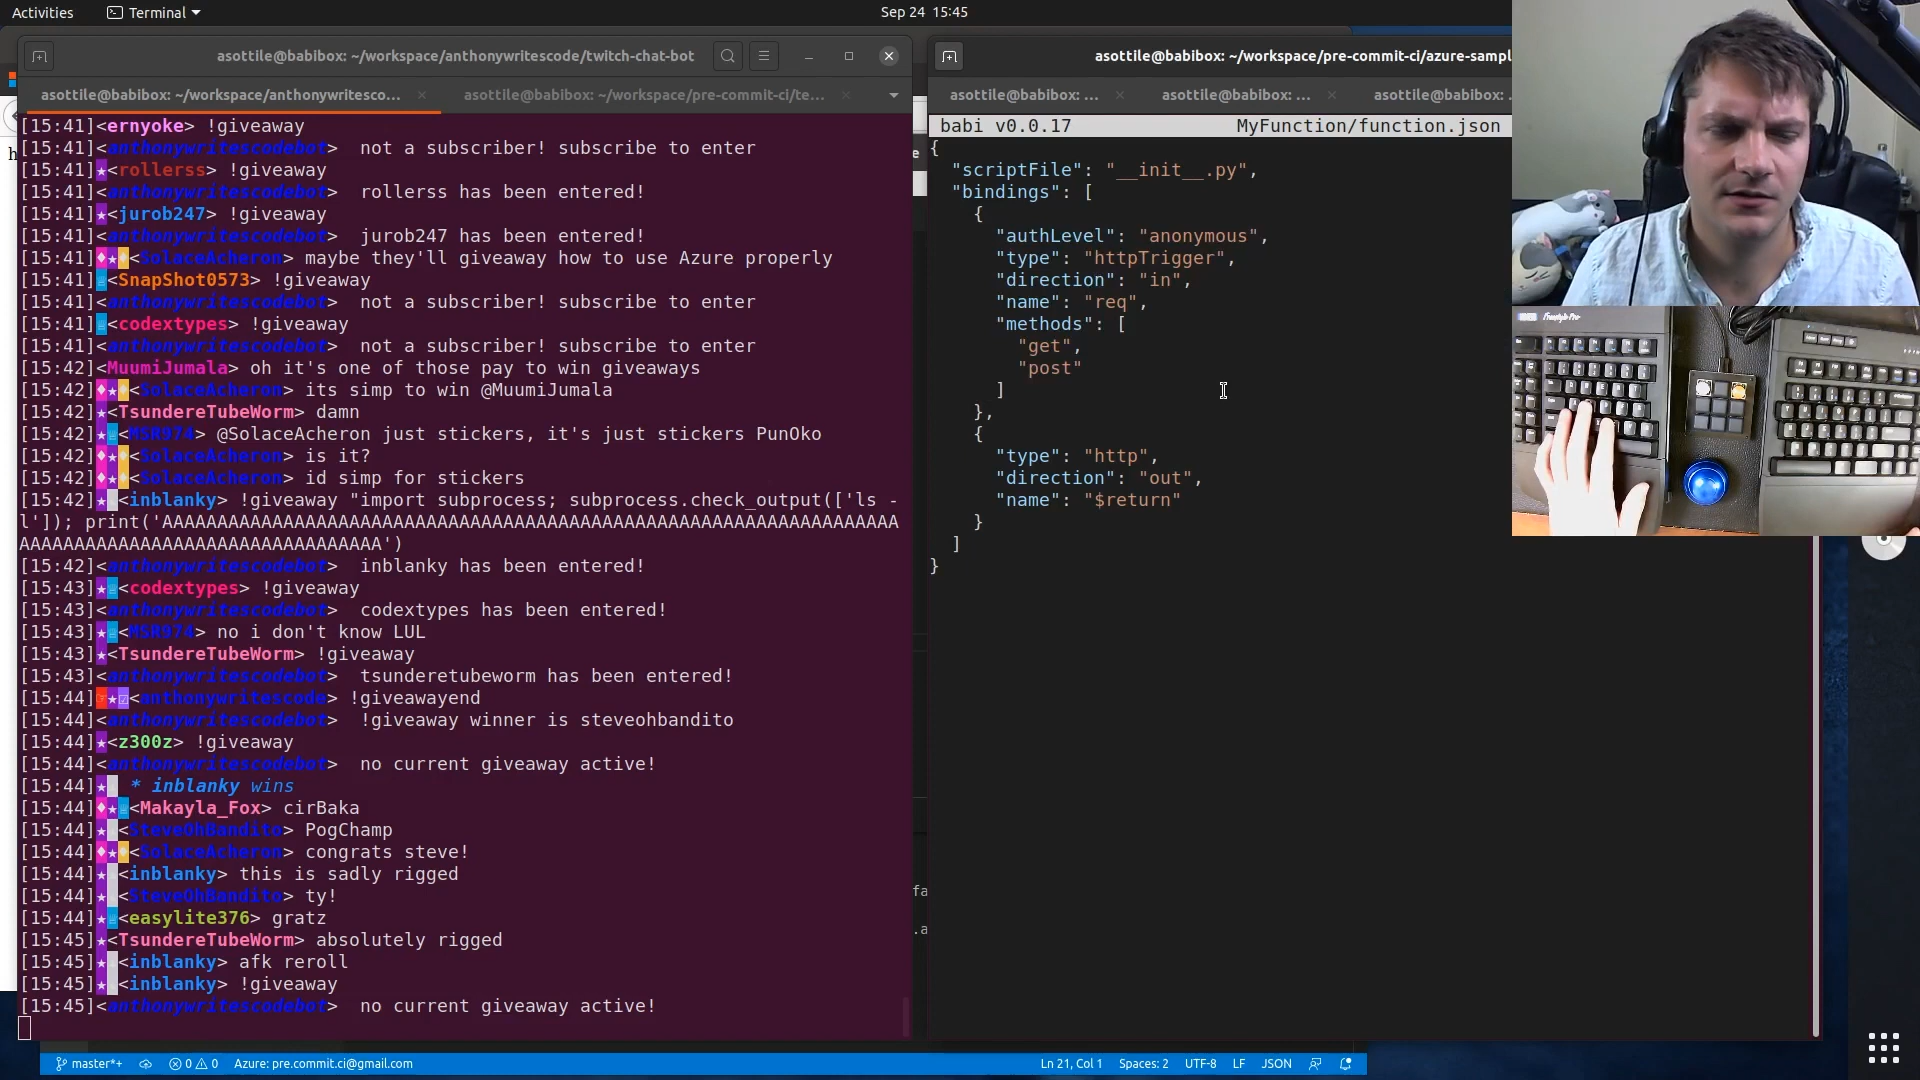 Activities
Terminal
Sep 24 15:45
asottile@babibox: ~/workspace/anthonywritescode/twitch-chat-bot
asottile@babibox: ~/workspace/anthonywritesco...
asottile@babibox: ~/workspace/pre-commit-ci/te...
[15:41]<ernyoke> !giveaway
[15:41]<anthonywritescodebot> not a subscriber! subscribe to enter
[15:41]★<rollerss> !giveaway
[15:41]<anthonywritescodebot> rollerss has been entered!
[15:41]★<jurob247> !giveaway
[15:41]<anthonywritescodebot> jurob247 has been entered!
[15:41]♦★♦<SolaceAcheron> maybe they'll giveaway how to use Azure properly
[15:41]<SnapShot0573> !giveaway
[15:41]<anthonywritescodebot> not a subscriber! subscribe to enter
[15:41]<codextypes> !giveaway
[15:41]<anthonywritescodebot> not a subscriber! subscribe to enter
[15:42]<MuumiJumala> oh it's one of those pay to win giveaways
[15:42]♦★♦<SolaceAcheron> its simp to win @MuumiJumala
[15:42]★<TsundereTubeWorm> damn
[15:42]★<MSR974> @SolaceAcheron just stickers, it's just stickers PunOko
[15:42]♦★♦<SolaceAcheron> is it?
[15:42]♦★♦<SolaceAcheron> id simp for stickers
[15:42]★<inblanky> !giveaway "import subprocess; subprocess.check_output(['ls -
l']); print('AAAAAAAAAAAAAAAAAAAAAAAAAAAAAAAAAAAAAAAAAAAAAAAAAAAAAAAAAAAAAAAAAAA
AAAAAAAAAAAAAAAAAAAAAAAAAAAAAAAAA')
[15:42]<anthonywritescodebot> inblanky has been entered!
[15:43]★<codextypes> !giveaway
[15:43]<anthonywritescodebot> codextypes has been entered!
[15:43]★<MSR974> no i don't know LUL
[15:43]★<TsundereTubeWorm> !giveaway
[15:43]<anthonywritescodebot> tsunderetubeworm has been entered!
[15:44]★<anthonywritescode> !giveawayend
[15:44]<anthonywritescodebot> !giveaway winner is steveohbandito
[15:44]★<z300z> !giveaway
[15:44]<anthonywritescodebot> no current giveaway active!
[15:44]★ * inblanky wins
[15:44]♦★<Makayla_Fox> cirBaka
[15:44]★<SteveOhBandito> PogChamp
[15:44]♦★♦<SolaceAcheron> congrats steve!
[15:44]★<inblanky> this is sadly rigged
[15:44]★<SteveOhBandito> ty!
[15:44]★<easylite376> gratz
[15:45]★<TsundereTubeWorm> absolutely rigged
[15:45]★<inblanky> afk reroll
[15:45]★<inblanky> !giveaway
[15:45]<anthonywritescodebot> no current giveaway active!
asottile@babibox: ~/workspace/pre-commit-ci/azure-sampl
asottile@babibox: ...
asottile@babibox: ...
asottile@babibox: .
babi v0.0.17
MyFunction/function.json
{
"scriptFile": "__init__.py",
"bindings": [
{
"authLevel": "anonymous",
"type": "httpTrigger",
"direction": "in",
"name": "req",
"methods": [
"get",
"post"
]
},
{
"type": "http",
"direction": "out",
"name": "$return"
}
]
}
fa
.a
Freestyle Pro
master*+
0
0
Azure: pre.commit.ci@gmail.com
Ln 21, Col 1
Spaces: 2
UTF-8
LF
JSON